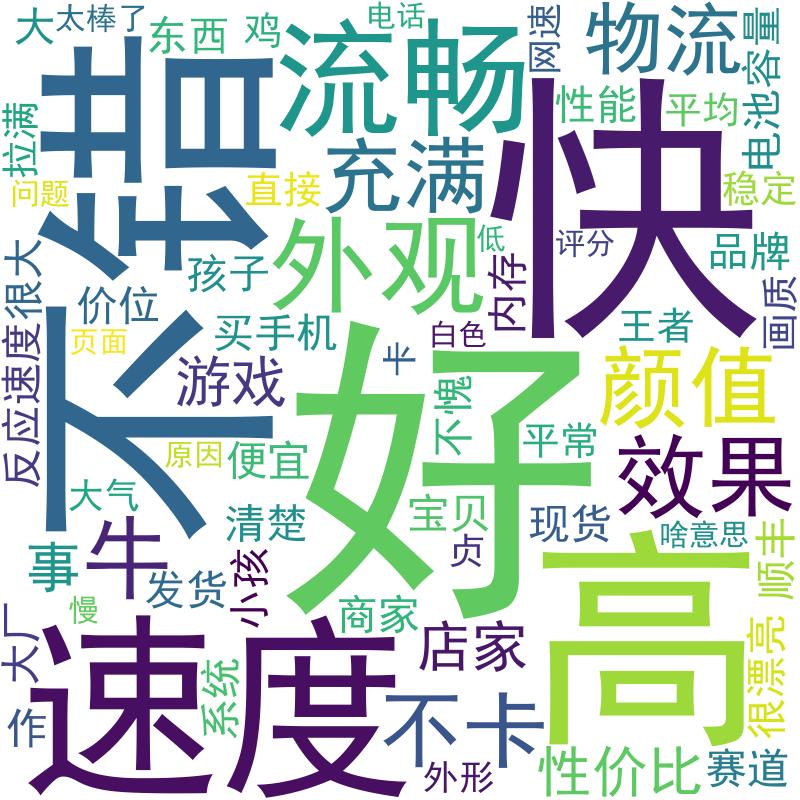 大
太棒了
东西
鸡
电话
网速
物流
电池容量
不错
流畅
快
性能
平均
拉满
充满
问题
直接
稳定
外观
低
评分
品牌
反应速度很大
孩子
内存
画质
价位
买手机
白色
王者
页面
卡
好
游戏
颜值
不愧
平常
效果
原因
便宜
大气
宝贝
现货
牛
清楚
贞
啥意思
顺丰
事
发货
小孩
高
慢
商家
大厂
速度
店家
很漂亮
系统
作
不卡
外形
性价比
赛道